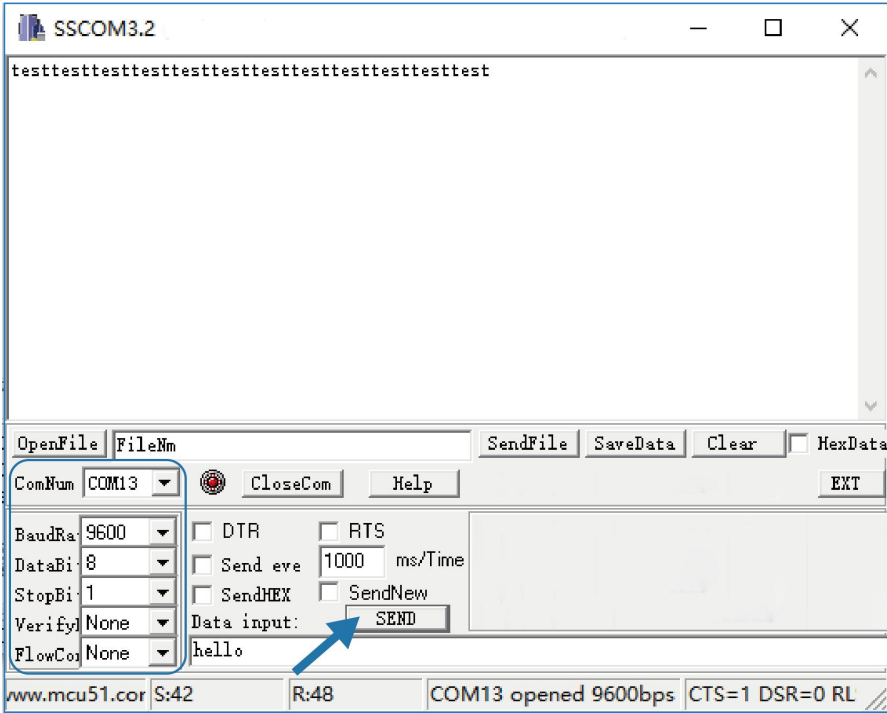 SSCOM3.2
testtesttesttesttesttesttesttesttesttesttesttest
OpenFile FileNm SendFile SaveData Clear HexData
ComNum COM13 CloseCom Help EXT
BaudRa 9600 DTR RTS
DataBi 8 Send eve 1000 ms/Time
StopBi 1 SendHEX SendNew
Verify None Data input: SEND
FlowCo None hello
www.mcu51.cor S:42 R:48 COM13 opened 9600bps CTS=1 DSR=0 RL